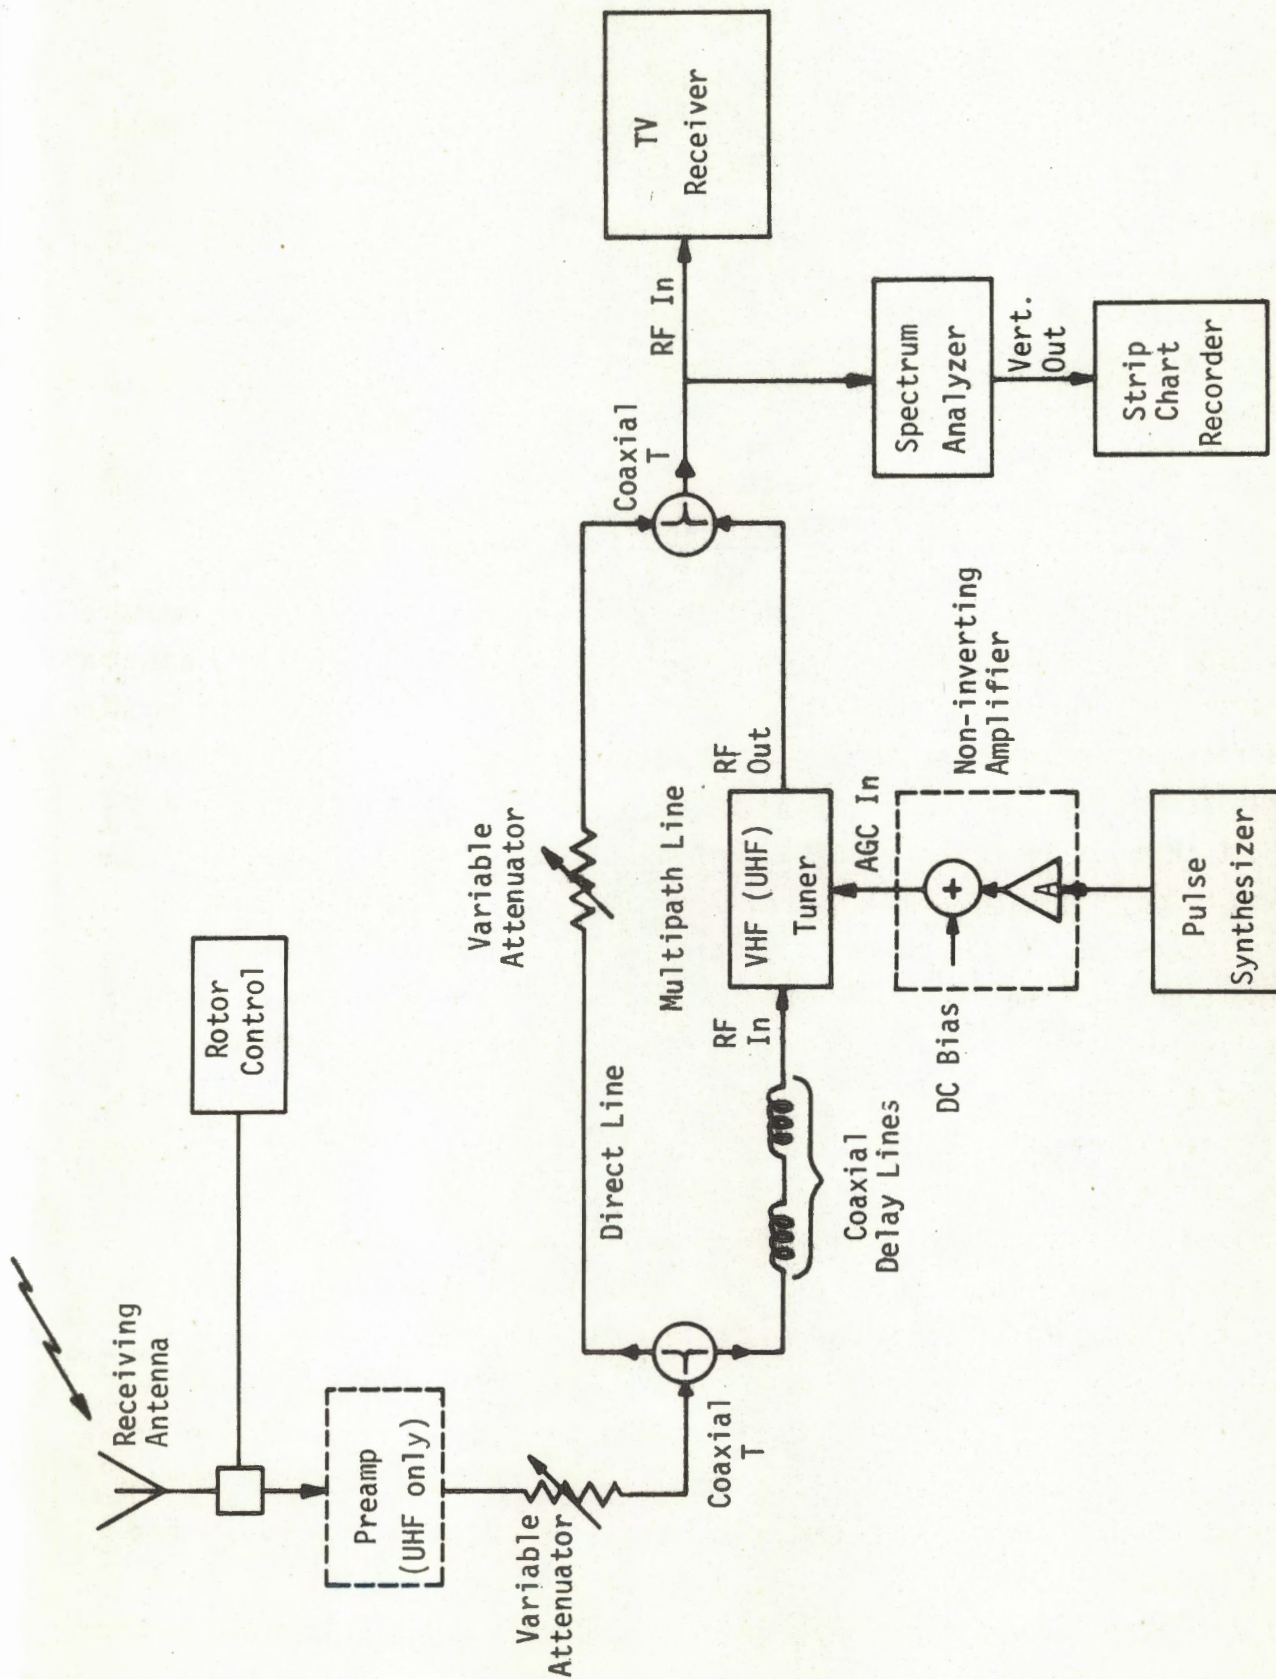 Receiving
Antenna
Rotor
Control
Preamp
(UHF only)
Variable
Attenuator
Coaxial
T
Direct Line
Variable
Attenuator
Multipath Line
Coaxial
Delay Lines
RF
In
VHF (UHF)
Tuner
RF
Out
AGC In
DC Bias
+
A
Non-inverting
Amplifier
Pulse
Synthesizer
Coaxial
T
RF In
TV
Receiver
Spectrum
Analyzer
Vert.
Out
Strip
Chart
Recorder